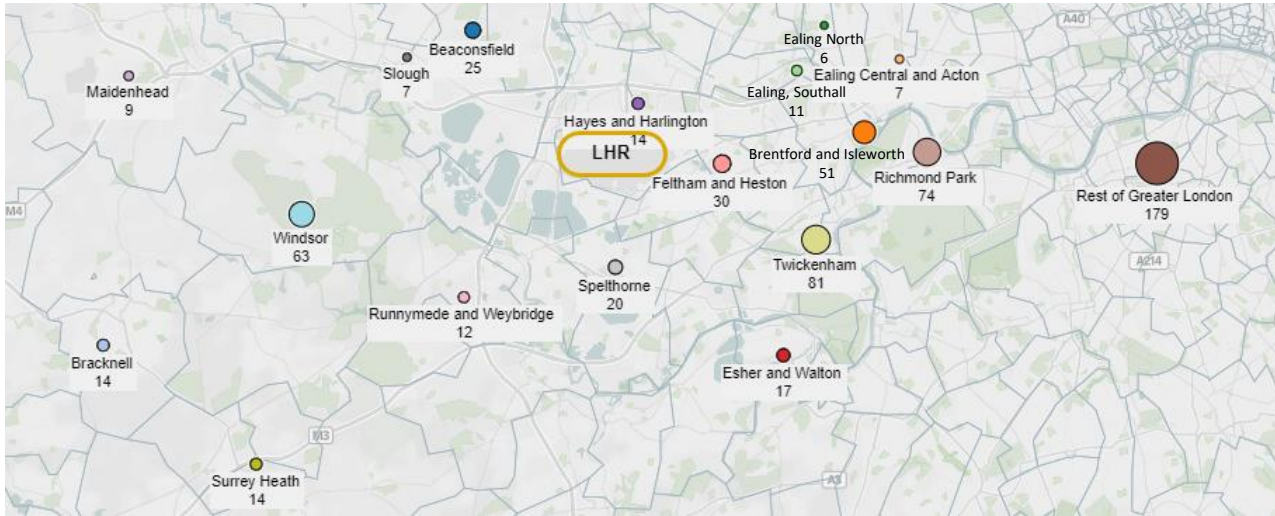 A40
Ealing North
6
Beaconsfield
25
Slough
7
Ealing Central and Acton
7
Maidenhead
9
Ealing, Southall
11
Hayes and Harlington
14
LHR
Brentford and Isleworth
51
Feltham and Heston
30
Richmond Park
74
Rest of Greater London
179
M4
Windsor
63
Twickenham
81
A214
Spelthorne
20
Runnymede and Weybridge
12
Bracknell
14
Esher and Walton
17
M3
Surrey Heath
14
A3